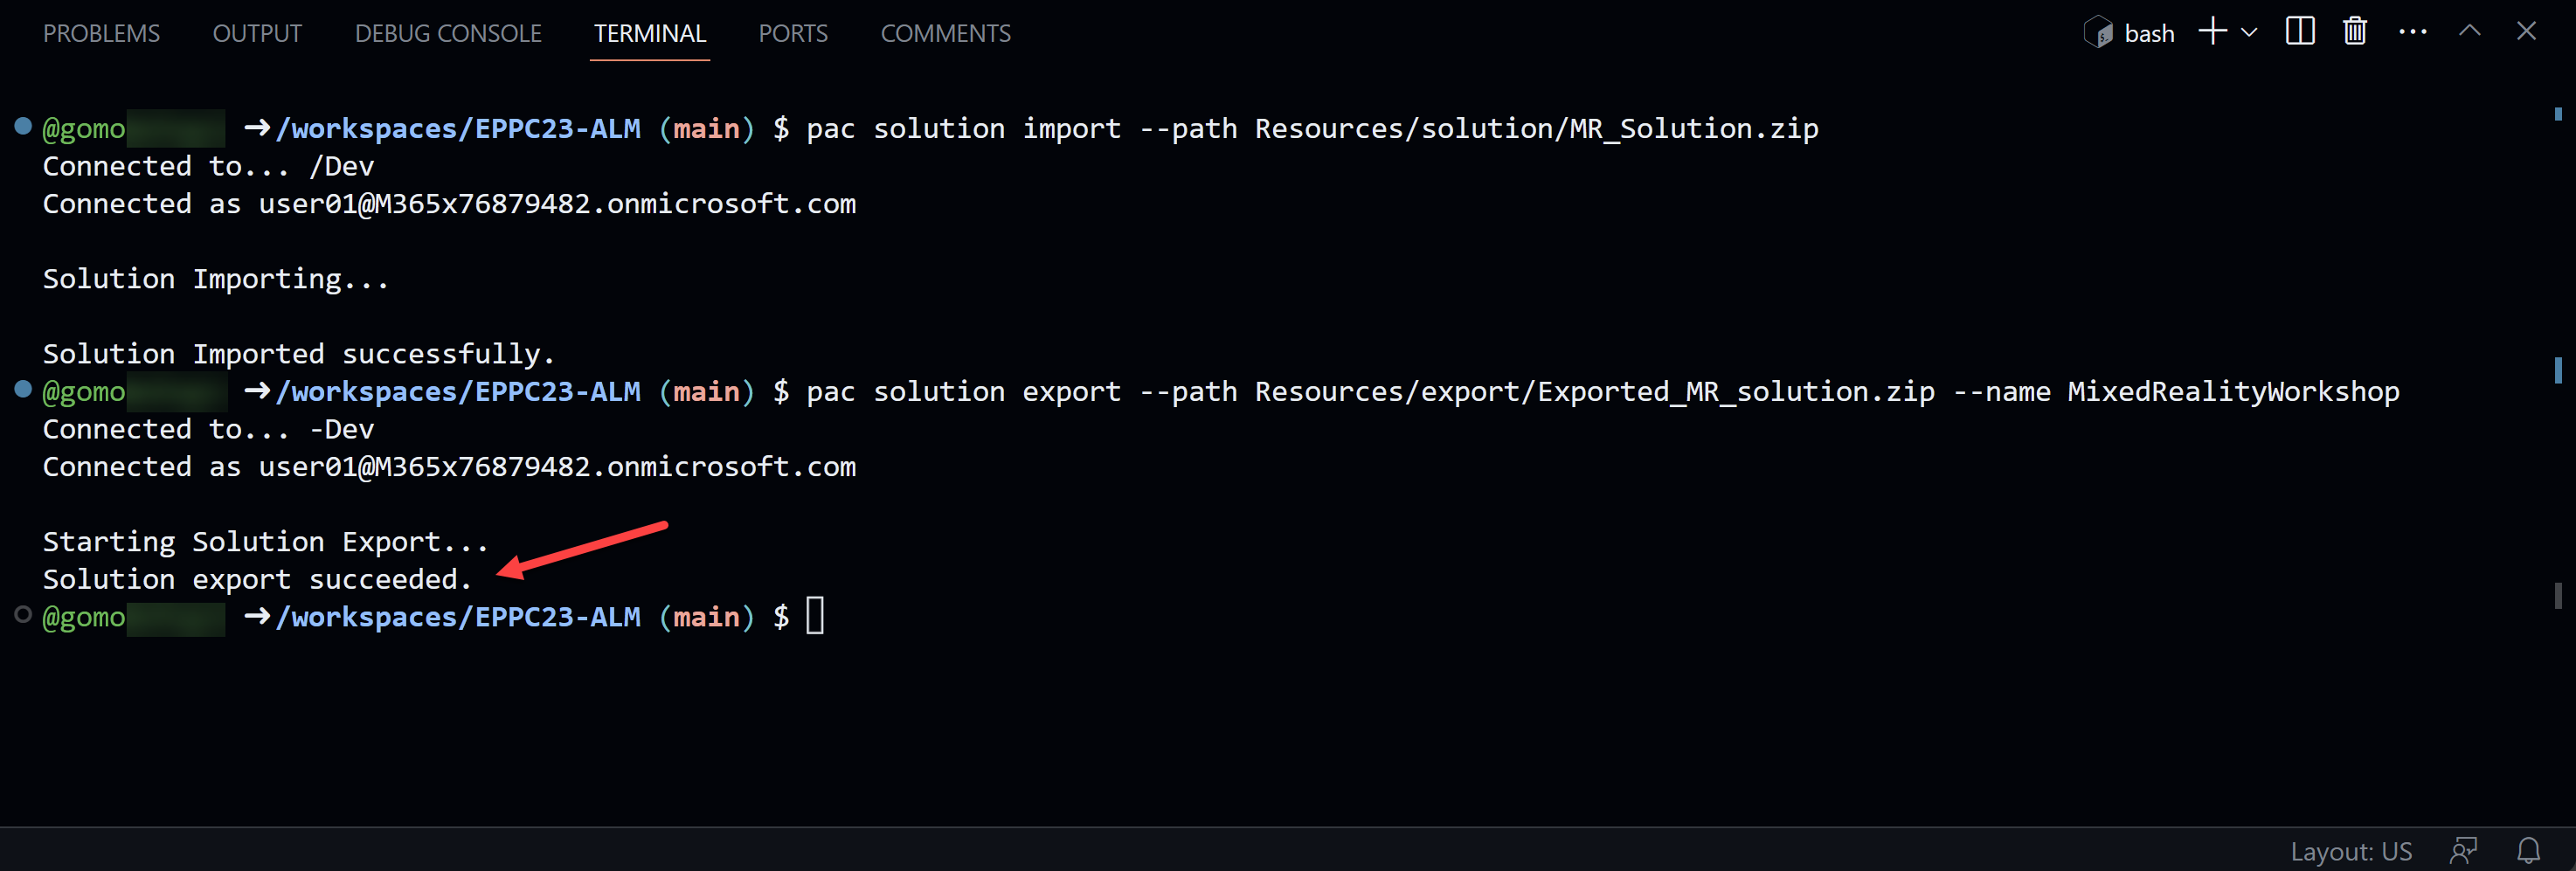 PROBLEMS OUTPUT DEBUG CONSOLE TERMINAL PORTS COMMENTS bash
@gomo ➜/workspaces/EPPC23-ALM (main) $ pac solution import --path Resources/solution/MR_Solution.zip
Connected to... /Dev
Connected as user01@M365x76879482.onmicrosoft.com
Solution Importing...
Solution Imported successfully.
@gomo ➜/workspaces/EPPC23-ALM (main) $ pac solution export --path Resources/export/Exported_MR_solution.zip --name MixedRealityWorkshop
Connected to... -Dev
Connected as user01@M365x76879482.onmicrosoft.com
Starting Solution Export...
Solution export succeeded.
@gomo ➜/workspaces/EPPC23-ALM (main) $
Layout: US